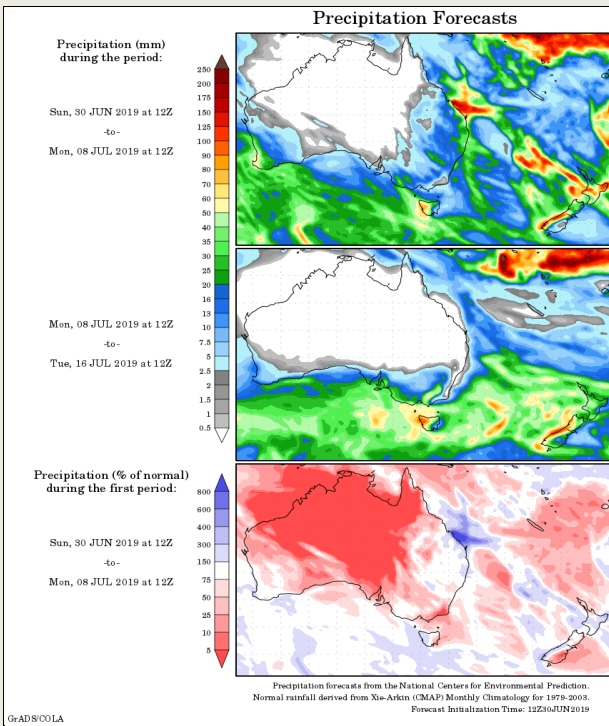 Precipitation Forecasts
Precipitation (mm)
during the period:
Sun, 30 JUN 2019 at 12Z
-to-
Mon, 08 JUL 2019 at 12Z
250
200
175
150
125
100
90
80
70
60
50
40
35
30
25
20
16
13
10
7.5
5
2.5
2
1.5
1
0.5
Mon, 08 JUL 2019 at 12Z
-to-
Tue, 16 JUL 2019 at 12Z
Precipitation (% of normal)
during the first period:
Sun, 30 JUN 2019 at 12Z
-to-
Mon, 08 JUL 2019 at 12Z
800
600
400
300
150
75
50
25
10
5
Precipitation forecasts from the National Centers for Environmental Prediction.
Normal rainfall derived from Xie-Arkin (CMAP) Monthly Climatology for 1979-2003.
Forecast Initialization Time: 12Z30JUN2019
GrADS/COLA